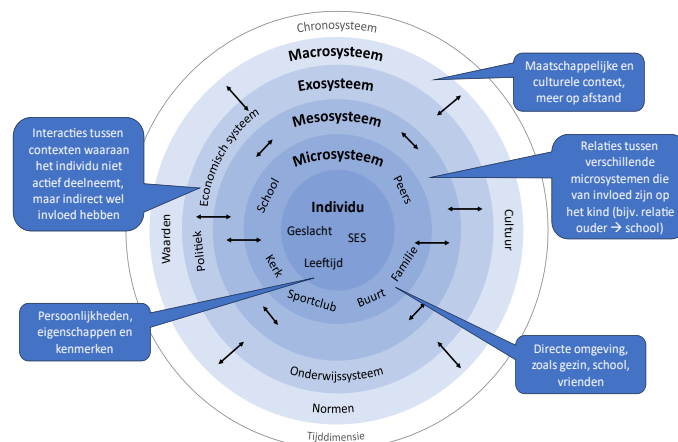 Chronosysteem
Macrosysteem
Exosysteem
Mesosysteem
Microsysteem
Individu
Geslacht
SES
Leeftijd
School
Peers
Kerk
Sportclub
Buurt
Familie
Economisch systeem
Politiek
Onderwijssysteem
Waarden
Cultuur
Normen
Tijddimensie
Maatschappelijke en
culturele context,
meer op afstand
Interacties tussen
contexten waaraan
het individu niet
actief deelneemt,
maar indirect wel
invloed hebben
Relaties tussen
verschillende
microsystemen die
van invloed zijn op
het kind (bijv. relatie
ouder → school)
Persoonlijkheden,
eigenschappen en
kenmerken
Directe omgeving,
zoals gezin, school,
vrienden